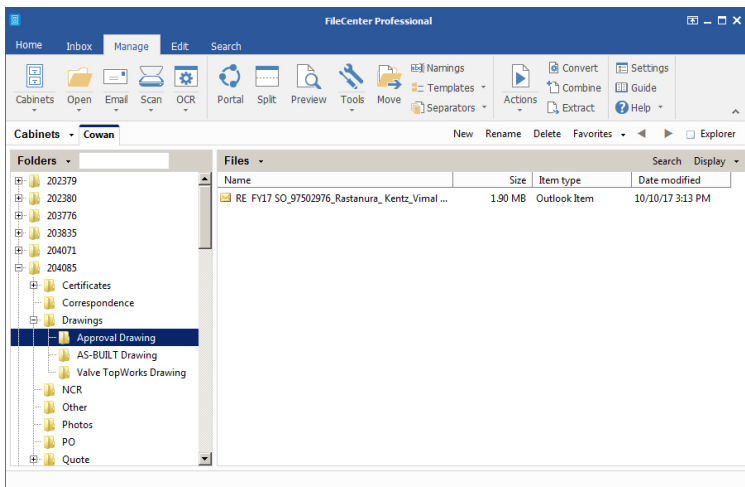 FileCenter Professional
Home Inbox Manage Edit Search
Cabinets Open Email Scan OCR Portal Split Preview Tools Move Actions
Namings
Templates
Separators
Convert
Combine
Extract
Settings
Guide
Help
Cabinets Cowan New Rename Delete Favorites Explorer
Folders Files Search Display
Name Size Item type Date modified
RE FY17 SO_97502976_Rastanura_ Kentz_Vimal ... 1.90 MB Outlook Item 10/10/17 3:13 PM
202379
202380
203776
203835
204071
204085
Certificates
Correspondence
Drawings
Approval Drawing
AS-BUILT Drawing
Valve TopWorks Drawing
NCR
Other
Photos
PO
Quote